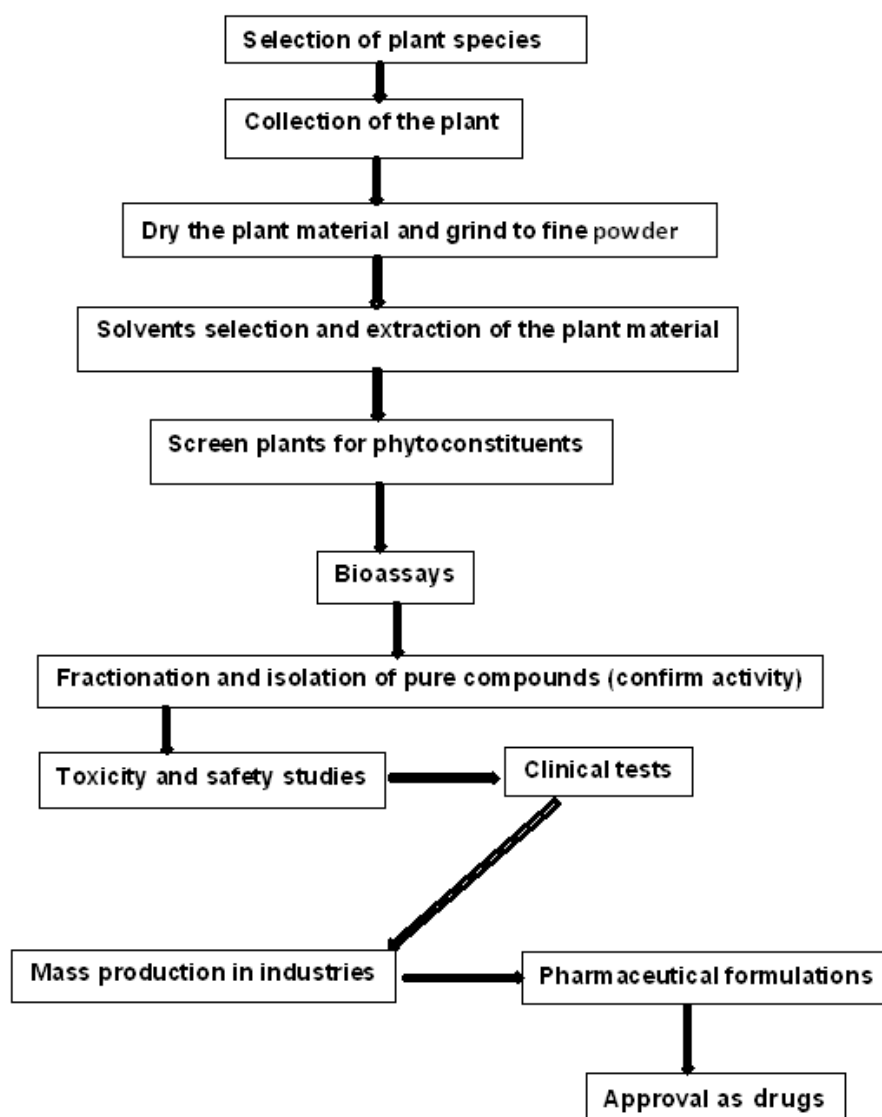 Selection of plant species
Collection of the plant
Dry the plant material and grind to fine powder
Solvents selection and extraction of the plant material
Screen plants for phytoconstituents
Bioassays
Fractionation and isolation of pure compounds (confirm activity)
Toxicity and safety studies
Clinical tests
Mass production in industries
Pharmaceutical formulations
Approval as drugs